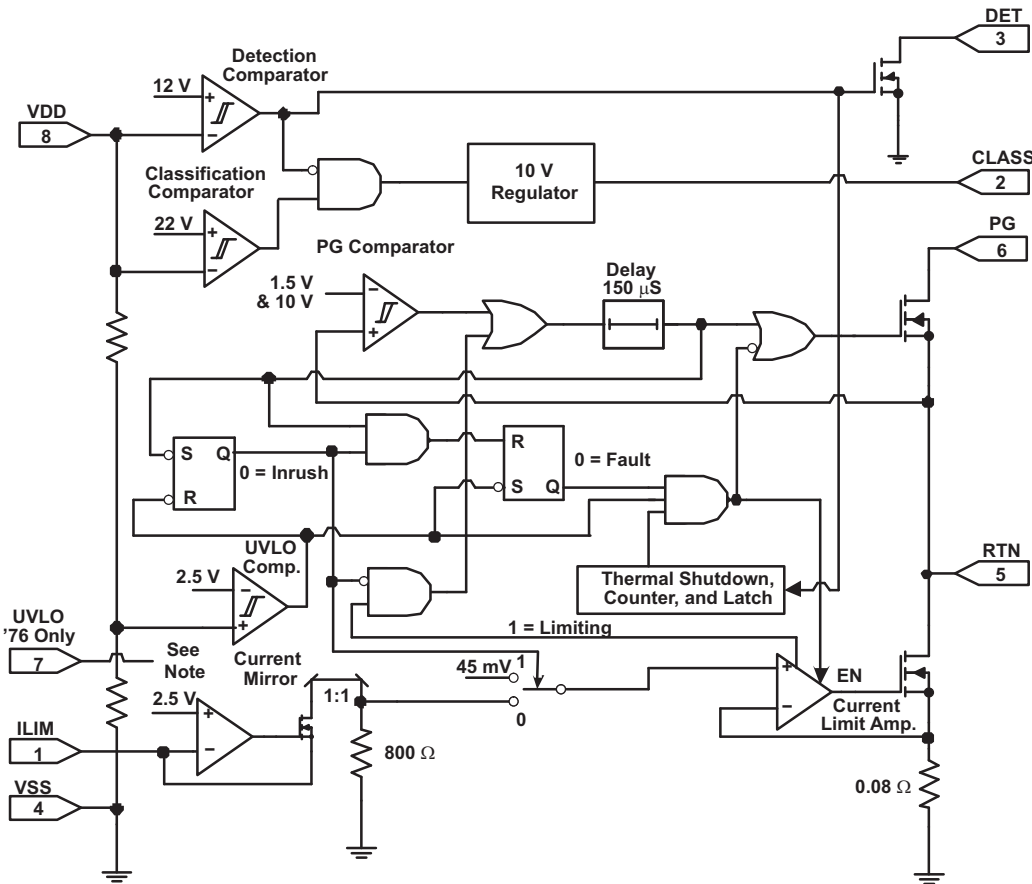 DET
3
Detection
Comparator
12 V
+
−
VDD
8
CLASS
2
10 V
Regulator
Classification
Comparator
22 V
+
−
PG
6
PG Comparator
Delay
150 μS
1.5 V
& 10 V
−
+
S Q
R
0 = Inrush
R
S Q
0 = Fault
UVLO
Comp.
2.5 V
−
+
RTN
5
Thermal Shutdown,
Counter, and Latch
UVLO
'76 Only
7
See
Note
Current
Mirror
1 = Limiting
45 mV
1
0
1:1
+
−
EN
Current
Limit Amp.
2.5 V
+
−
ILIM
1
800 Ω
0.08 Ω
VSS
4